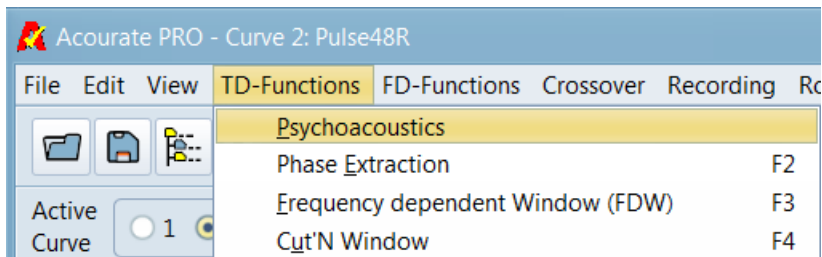 Acourate PRO - Curve 2: Pulse48R
File Edit View TD-Functions FD-Functions Crossover Recording
Psychoacoustics
Phase Extraction F2
Frequency dependent Window (FDW) F3
Active Curve 1
Cut'N Window F4